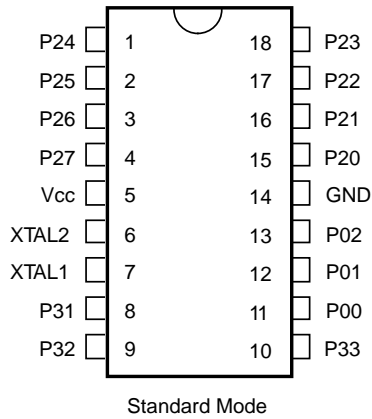 P24 1 18 P23
P25 2 17 P22
P26 3 16 P21
P27 4 15 P20
Vcc 5 14 GND
XTAL2 6 13 P02
XTAL1 7 12 P01
P31 8 11 P00
P32 9 10 P33
Standard Mode